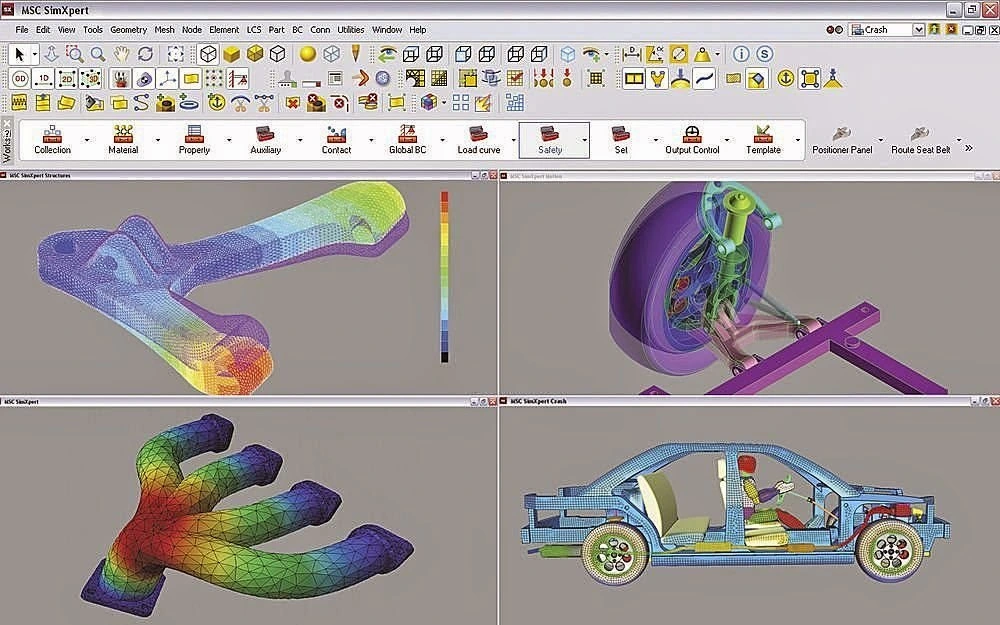 SX MSC SimXpert
File Edit View Tools Geometry Mesh Node Element LCS Part BC Conn Utilities Window Help
Crash
0D 1D 2D 3D
Collection Material Property Auxiliary Contact Global BC Load curve Safety Set Output Control Template Positioner Panel Route Seat Belt »
MSC SimXpert Structures
MSC SimXpert Motion
MSC SimXpert
MSC SimXpert Crash